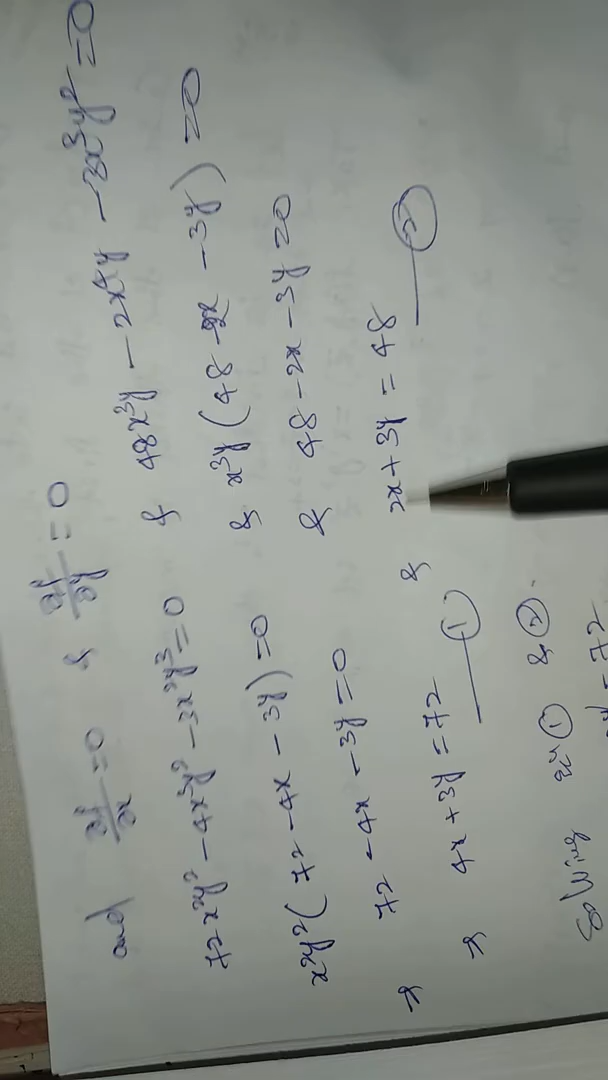 and ∂f/∂x = 0 & ∂f/∂y = 0
72x²y² − 4x³y² − 3x²y³ = 0 & 48x³y − 2x⁴y − 3x³y² = 0
x²y² (72 − 4x − 3y) = 0 & x³y (48 − 2x − 3y) = 0
⇒ 72 − 4x − 3y = 0 & 48 − 2x − 3y = 0
⇒ 4x + 3y = 72 —① & 2x + 3y = 48 —②
Solving ① & ②.
= 72